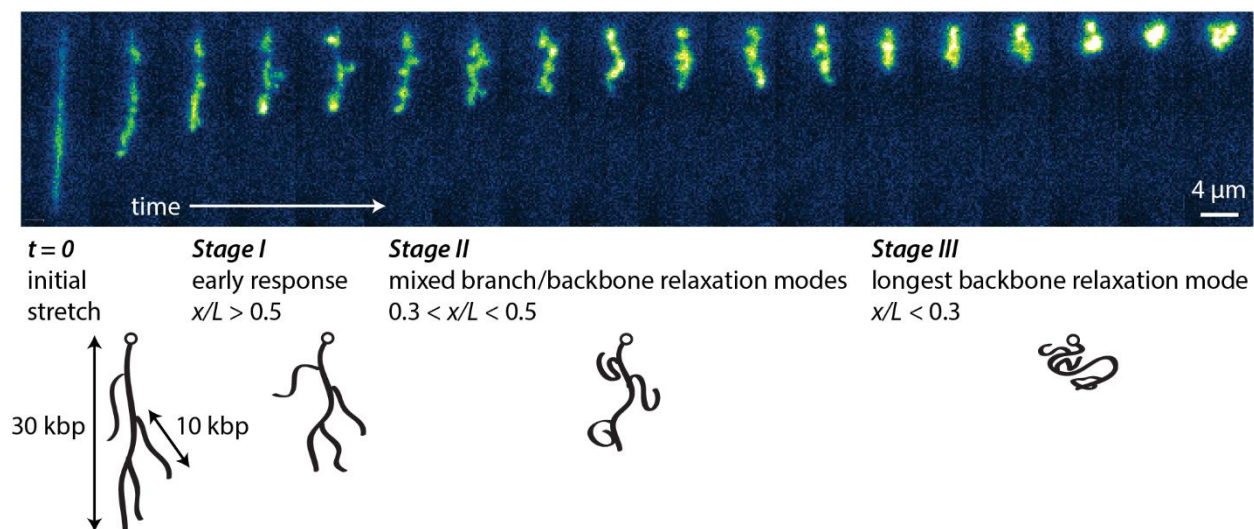 time
4 μm
t = 0
initial
stretch
Stage I
early response
x/L > 0.5
Stage II
mixed branch/backbone relaxation modes
0.3 < x/L < 0.5
Stage III
longest backbone relaxation mode
x/L < 0.3
30 kbp
10 kbp